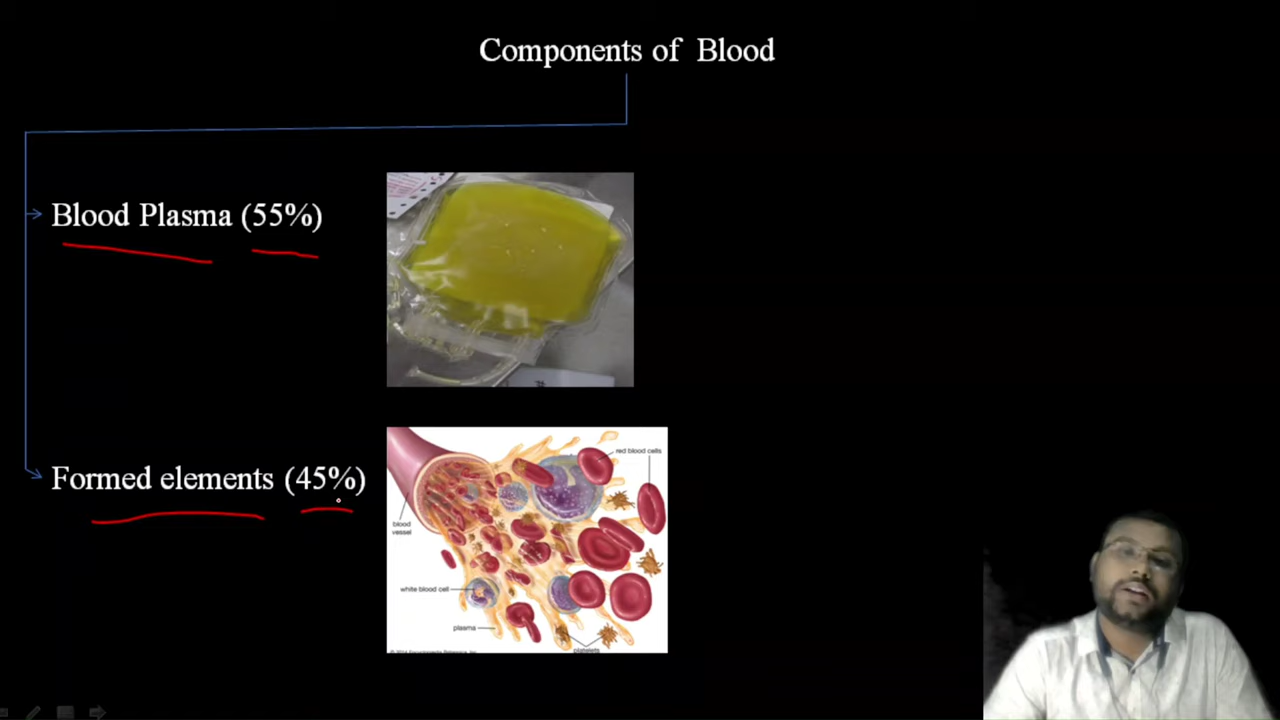 Components of Blood
Blood Plasma (55%)
Formed elements (45%)
red blood cells
blood
vessel
white blood cell
plasma
platelets